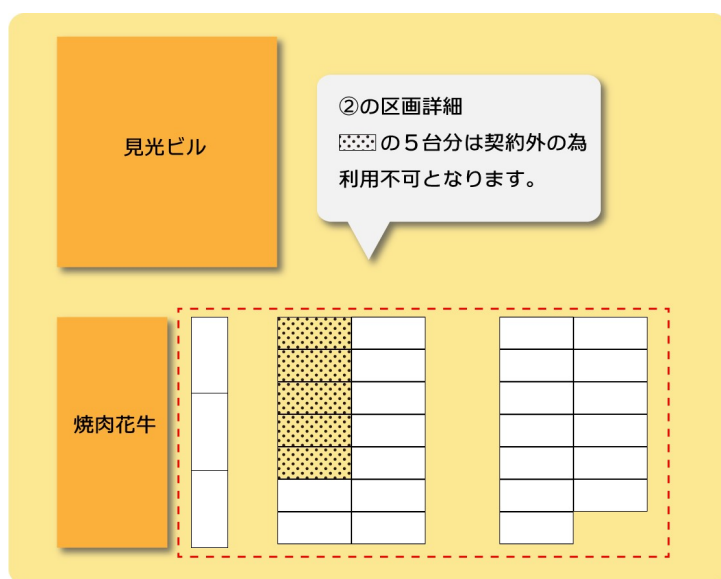 見光ビル
②の区画詳細
の５台分は契約外の為
利用不可となります。
焼肉花牛